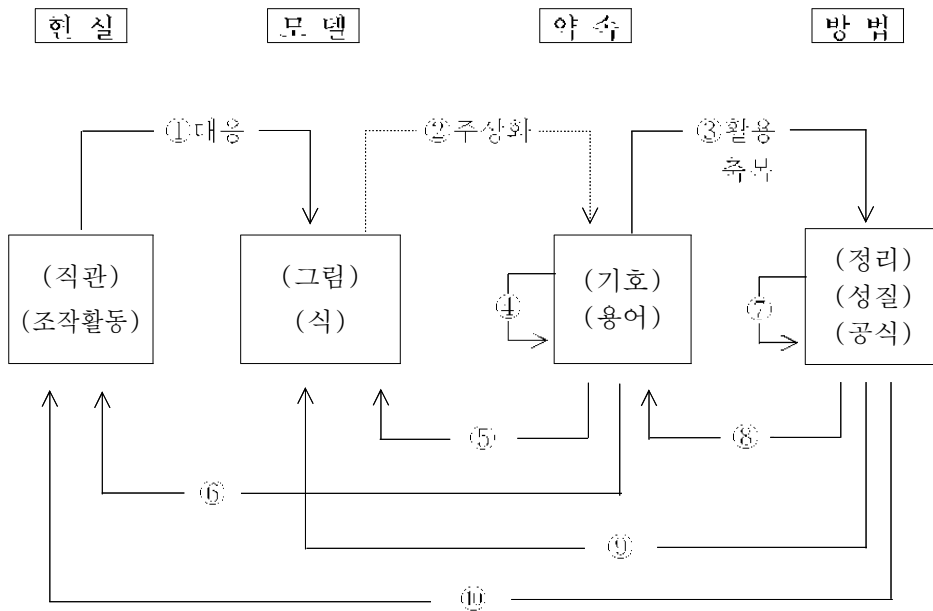 현 실 모 델 약 속 방 법
①대응 ②추상화 ③활용
축
(직관) (그림) (기호) (정리)
(조작활동) (식) (용어) (성질)
(공식)
④ ⑦
⑤ ⑧
⑥
⑨
⑩